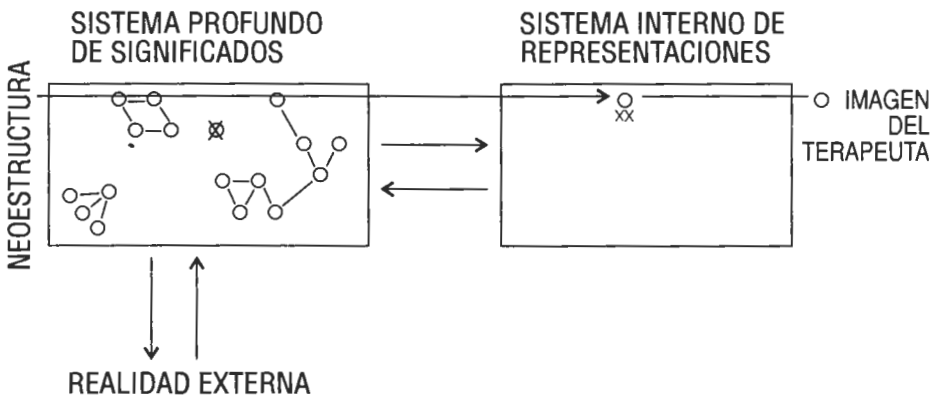 SISTEMA PROFUNDO
DE SIGNIFICADOS
SISTEMA INTERNO DE
REPRESENTACIONES
NEOESTRUCTURA
XX
IMAGEN
DEL
TERAPEUTA
REALIDAD EXTERNA